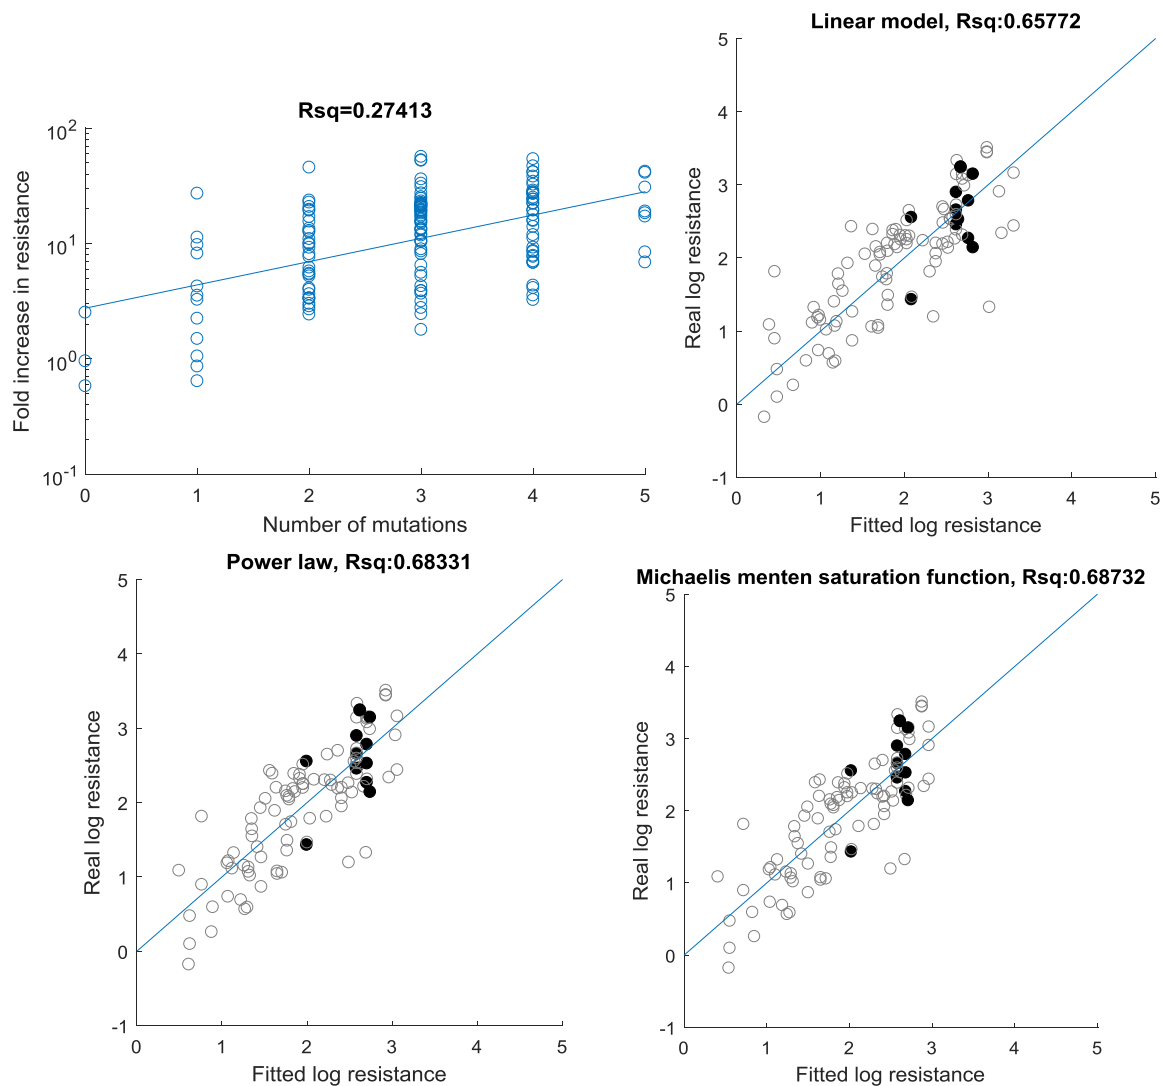 Rsq=0.27413
10^2
10^1
10^0
10^-1
Fold increase in resistance
0 1 2 3 4 5
Number of mutations
Linear model, Rsq:0.65772
5
4
3
2
1
0
-1
Real log resistance
0 1 2 3 4 5
Fitted log resistance
Power law, Rsq:0.68331
5
4
3
2
1
0
-1
Real log resistance
0 1 2 3 4 5
Fitted log resistance
Michaelis menten saturation function, Rsq:0.68732
5
4
3
2
1
0
-1
Real log resistance
0 1 2 3 4 5
Fitted log resistance